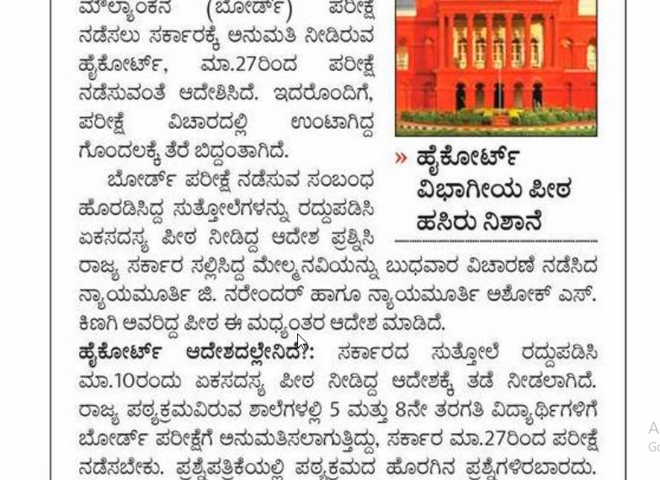 ಮೌಲ್ಯಾಂಕನ (ಬೋರ್ಡ್) ಪರೀಕ್ಷೆ
ನಡೆಸಲು ಸರ್ಕಾರಕ್ಕೆ ಅನುಮತಿ ನೀಡಿರುವ
ಹೈಕೋರ್ಟ್, ಮಾ.27ರಿಂದ ಪರೀಕ್ಷೆ
ನಡೆಸುವಂತೆ ಆದೇಶಿಸಿದೆ. ಇದರೊಂದಿಗೆ,
ಪರೀಕ್ಷೆ ವಿಚಾರದಲ್ಲಿ ಉಂಟಾಗಿದ್ದ
ಗೊಂದಲಕ್ಕೆ ತೆರೆ ಬಿದ್ದಂತಾಗಿದೆ.
ಬೋರ್ಡ್ ಪರೀಕ್ಷೆ ನಡೆಸುವ ಸಂಬಂಧ
ಹೊರಡಿಸಿದ್ದ ಸುತ್ತೋಲೆಗಳನ್ನು ರದ್ದುಪಡಿಸಿ
ಏಕಸದಸ್ಯ ಪೀಠ ನೀಡಿದ್ದ ಆದೇಶ ಪ್ರಶ್ನಿಸಿ
» ಹೈಕೋರ್ಟ್
ವಿಭಾಗೀಯ ಪೀಠ
ಹಸಿರು ನಿಶಾನೆ
ರಾಜ್ಯ ಸರ್ಕಾರ ಸಲ್ಲಿಸಿದ್ದ ಮೇಲ್ಮನವಿಯನ್ನು ಬುಧವಾರ ವಿಚಾರಣೆ ನಡೆಸಿದ
ನ್ಯಾಯಮೂರ್ತಿ ಜಿ. ನರೇಂದರ್ ಹಾಗೂ ನ್ಯಾಯಮೂರ್ತಿ ಅಶೋಕ್ ಎಸ್.
ಕಿಣಗಿ ಅವರಿದ್ದ ಪೀಠ ಈ ಮಧ್ಯಂತರ ಆದೇಶ ಮಾಡಿದೆ.
ಹೈಕೋರ್ಟ್ ಆದೇಶದಲ್ಲೇನಿದೆ?: ಸರ್ಕಾರದ ಸುತ್ತೋಲೆ ರದ್ದುಪಡಿಸಿ
ಮಾ.10ರಂದು ಏಕಸದಸ್ಯ ಪೀಠ ನೀಡಿದ್ದ ಆದೇಶಕ್ಕೆ ತಡೆ ನೀಡಲಾಗಿದೆ.
ರಾಜ್ಯ ಪಠ್ಯಕ್ರಮವಿರುವ ಶಾಲೆಗಳಲ್ಲಿ 5 ಮತ್ತು 8ನೇ ತರಗತಿ ವಿದ್ಯಾರ್ಥಿಗಳಿಗೆ
ಬೋರ್ಡ್ ಪರೀಕ್ಷೆಗೆ ಅನುಮತಿಸಲಾಗುತ್ತಿದ್ದು, ಸರ್ಕಾರ ಮಾ.27ರಿಂದ ಪರೀಕ್ಷೆ
ನಡೆಸಬೇಕು. ಪ್ರಶ್ನೆಪತ್ರಿಕೆಯಲ್ಲಿ ಪಠ್ಯಕ್ರಮದ ಹೊರಗಿನ ಪ್ರಶ್ನೆಗಳಿರಬಾರದು.